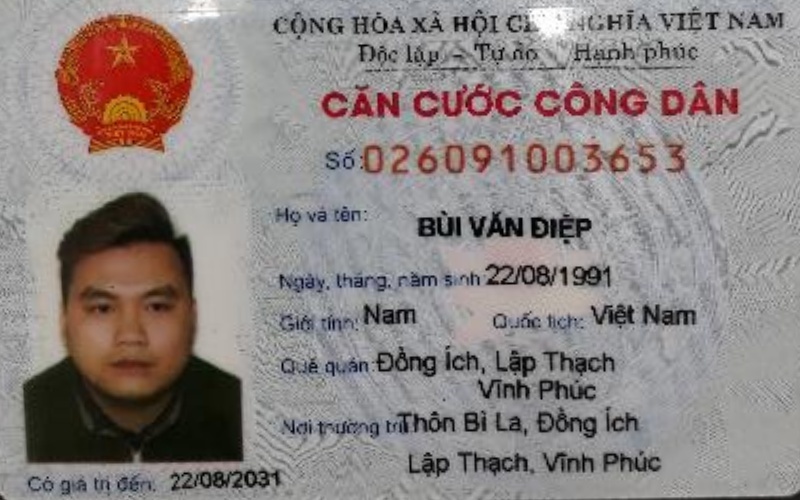 CỘNG HÒA XÃ HỘI CHỦ NGHĨA VIỆT NAM
Độc lập – Tự do – Hạnh phúc
CĂN CƯỚC CÔNG DÂN
Số: 026091003653
Họ và tên: BÙI VĂN ĐIỆP
Ngày, tháng, năm sinh: 22/08/1991
Giới tính: Nam Quốc tịch: Việt Nam
Quê quán: Đồng Ích, Lập Thạch
Vĩnh Phúc
Nơi thường trú: Thôn Bì La, Đồng Ích
Lập Thạch, Vĩnh Phúc
Có giá trị đến: 22/08/2031